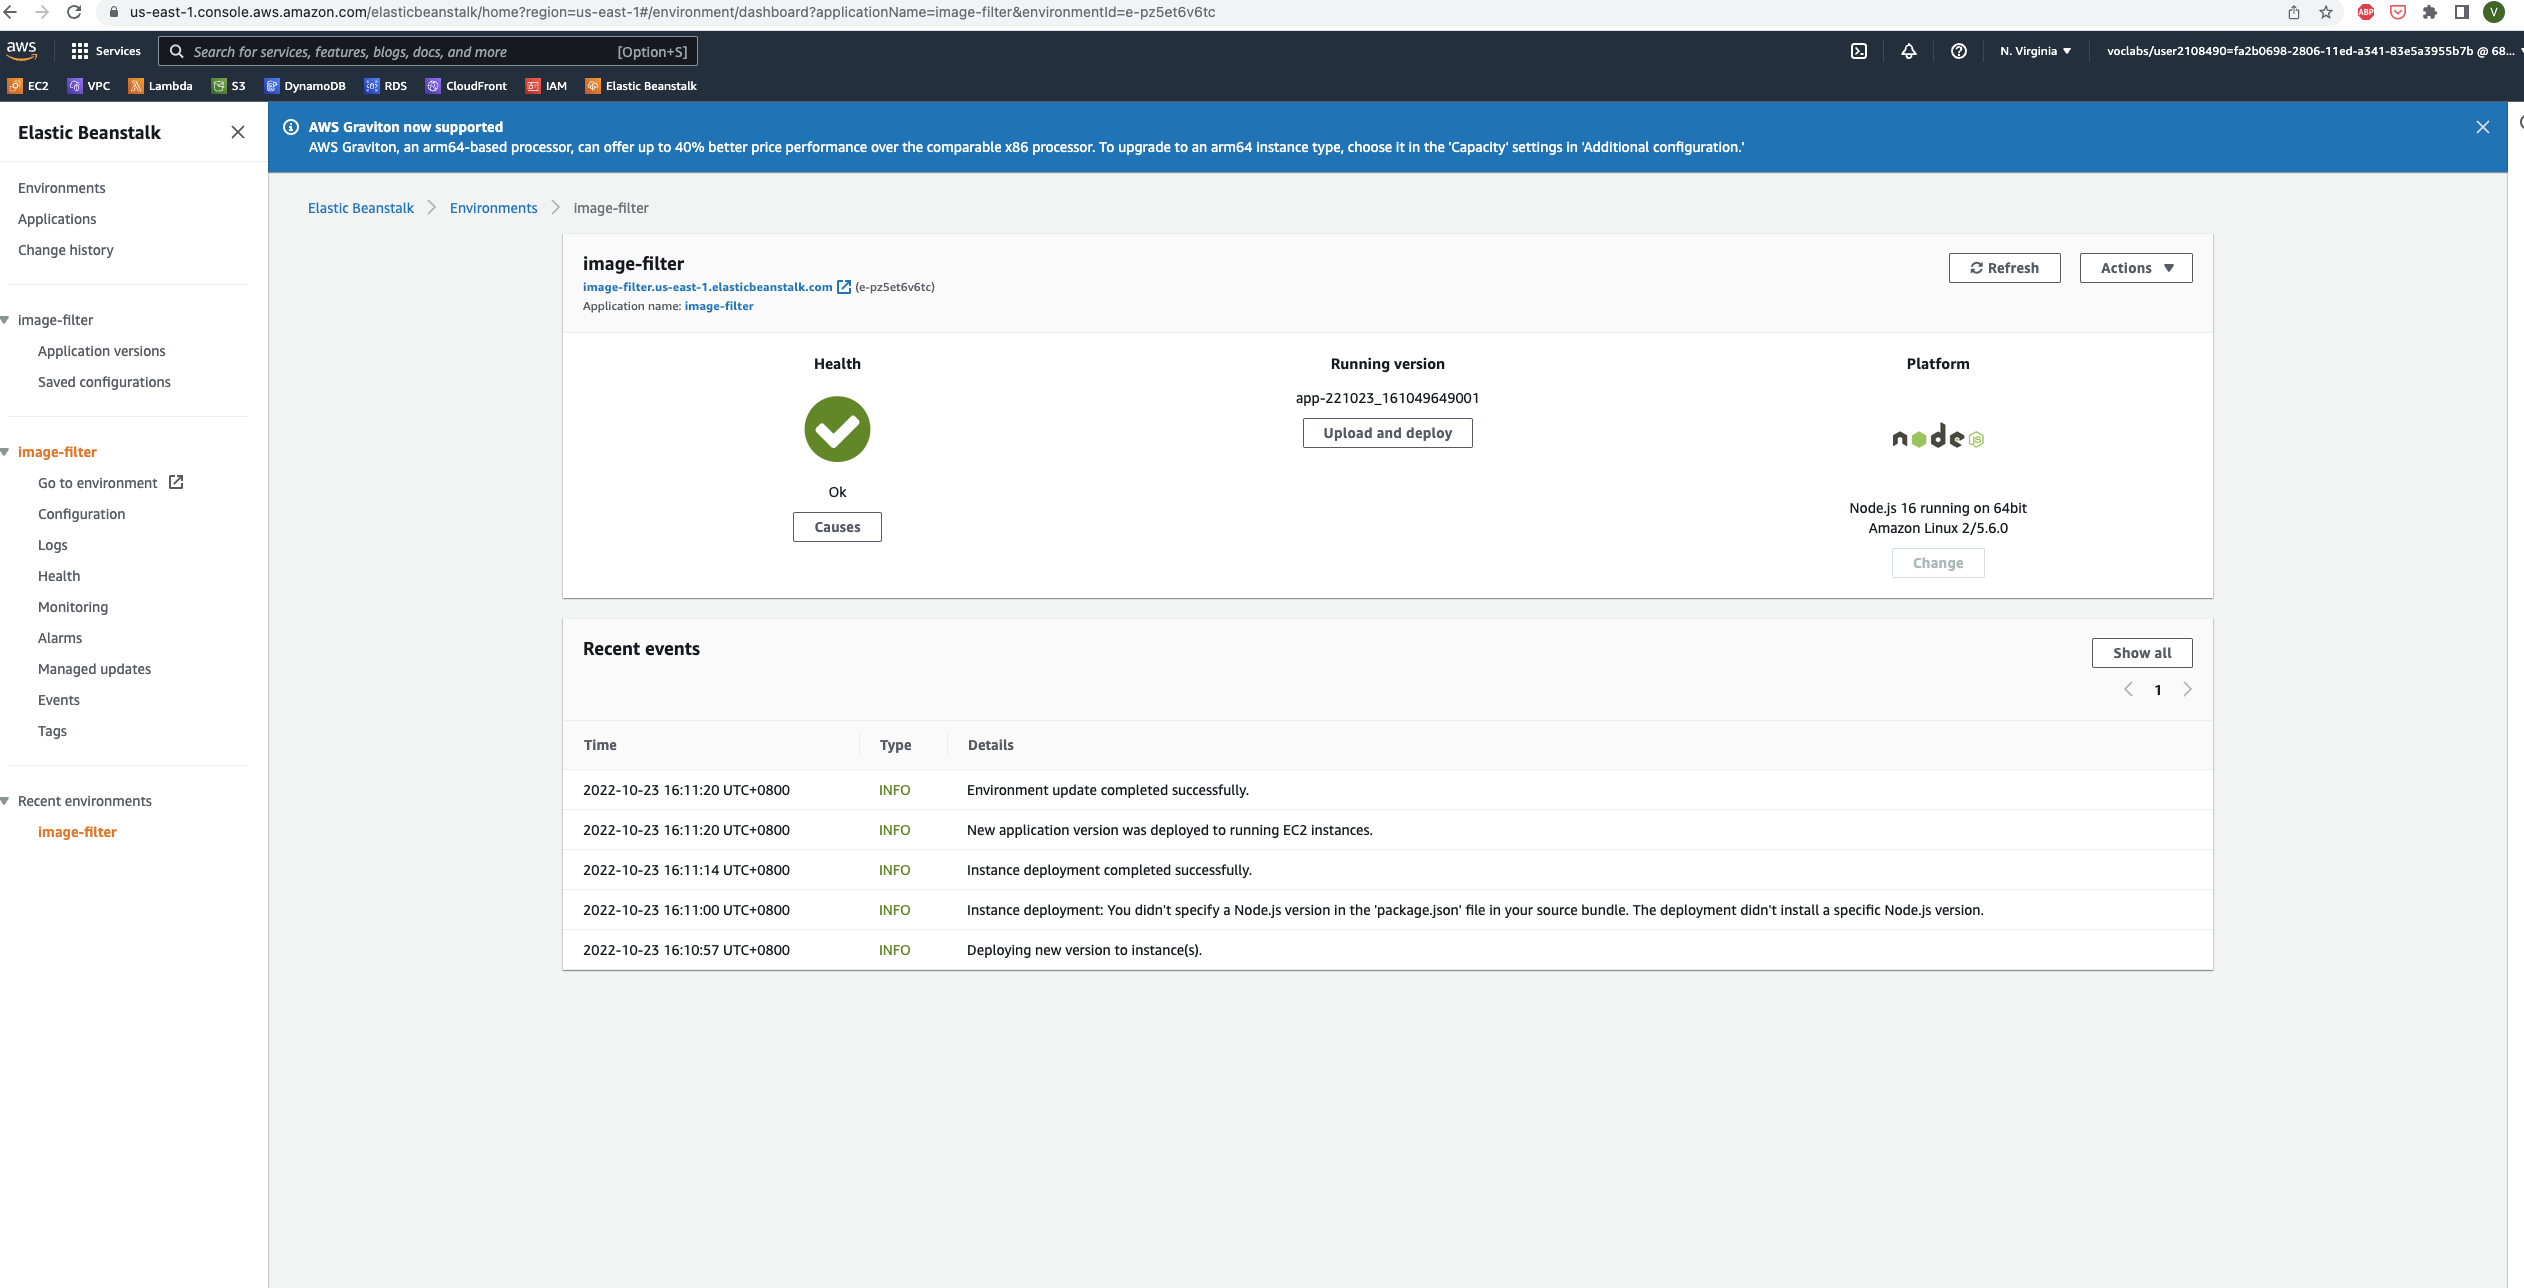 us-east-1.console.aws.amazon.com/elasticbeanstalk/home?region=us-east-1#/environment/dashboard?applicationName=image-filter&environmentId=e-pz5et6v6tc
ABP
V
aws
Services
Search for services, features, blogs, docs, and more
[Option+S]
N. Virginia
voclabs/user2108490=fa2b0698-2806-11ed-a341-83e5a3955b7b @ 68...
EC2
VPC
Lambda
S3
DynamoDB
RDS
CloudFront
IAM
Elastic Beanstalk
Elastic Beanstalk
Environments
Applications
Change history
image-filter
Application versions
Saved configurations
image-filter
Go to environment
Configuration
Logs
Health
Monitoring
Alarms
Managed updates
Events
Tags
Recent environments
image-filter
AWS Graviton now supported
AWS Graviton, an arm64-based processor, can offer up to 40% better price performance over the comparable x86 processor. To upgrade to an arm64 instance type, choose it in the 'Capacity' settings in 'Additional configuration.'
Elastic Beanstalk
Environments
image-filter
image-filter
image-filter.us-east-1.elasticbeanstalk.com (e-pz5et6v6tc)
Application name: image-filter
Refresh
Actions
Health
Ok
Causes
Running version
app-221023_161049649001
Upload and deploy
Platform
node JS
Node.js 16 running on 64bit
Amazon Linux 2/5.6.0
Change
Recent events
Show all
1
Time Type Details
2022-10-23 16:11:20 UTC+0800 INFO Environment update completed successfully.
2022-10-23 16:11:20 UTC+0800 INFO New application version was deployed to running EC2 instances.
2022-10-23 16:11:14 UTC+0800 INFO Instance deployment completed successfully.
2022-10-23 16:11:00 UTC+0800 INFO Instance deployment: You didn't specify a Node.js version in the 'package.json' file in your source bundle. The deployment didn't install a specific Node.js version.
2022-10-23 16:10:57 UTC+0800 INFO Deploying new version to instance(s).